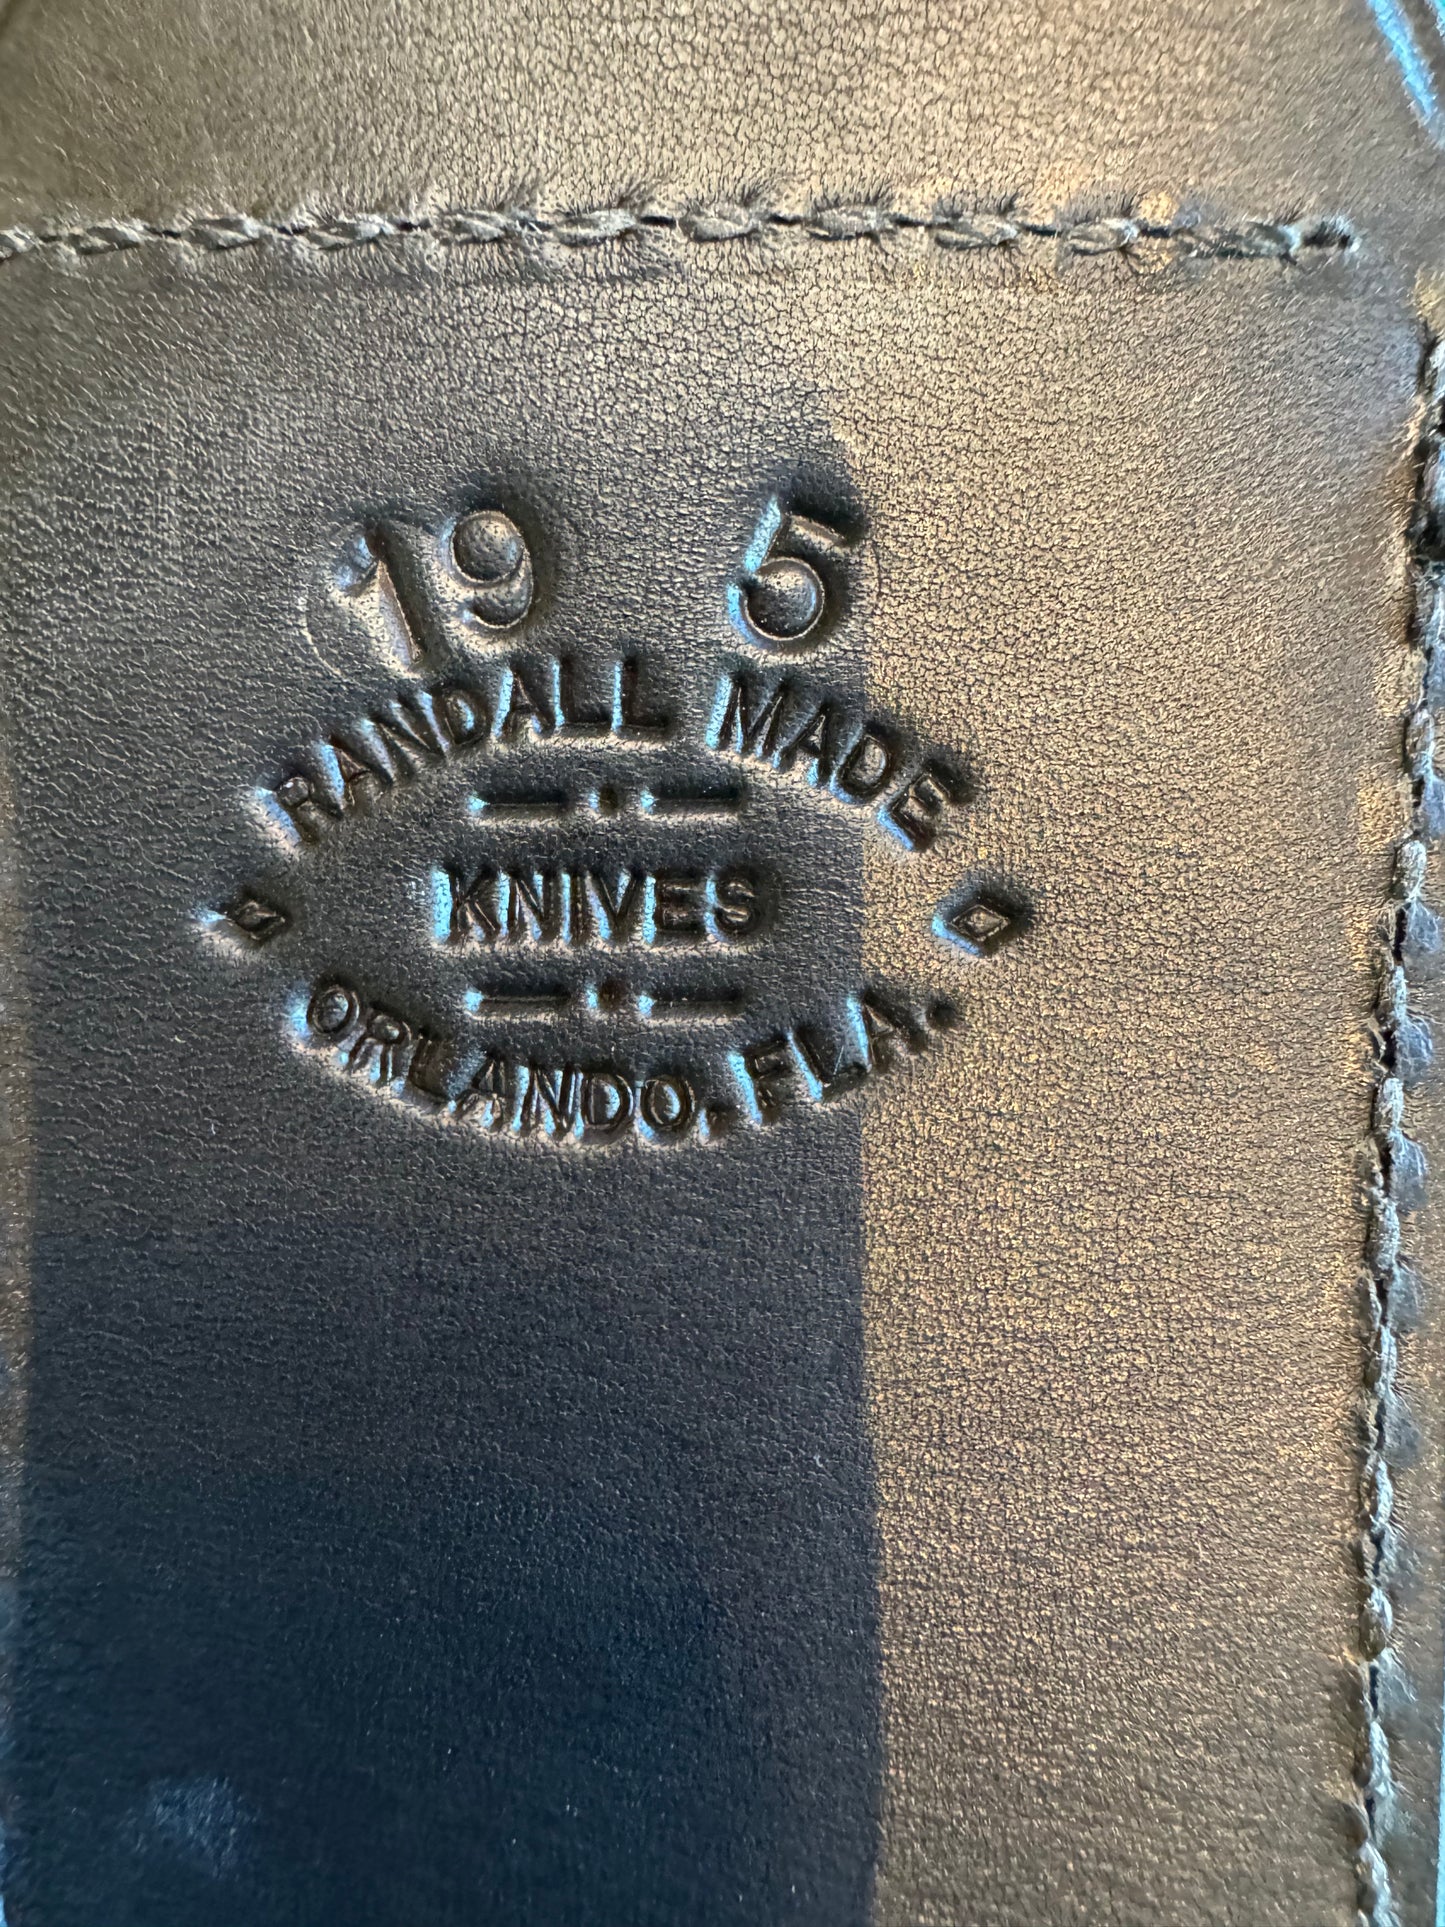 19 5
RANDALL MADE
KNIVES
ORLANDO, FLA.